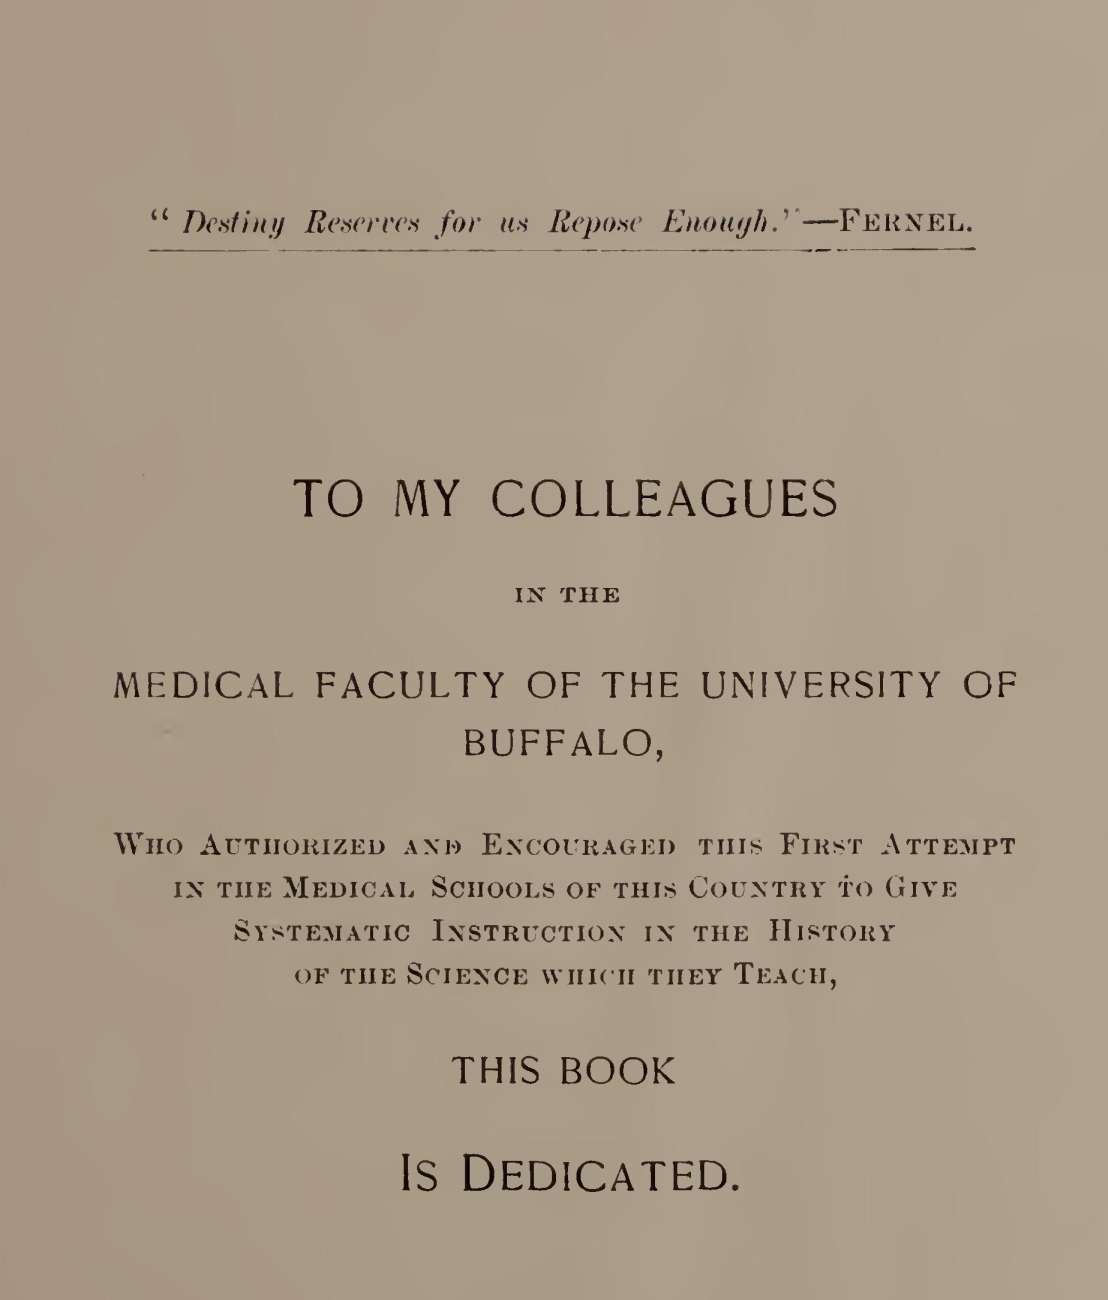 "Destiny Reserves for us Repose Enough."—FERNEL.
TO MY COLLEAGUES
IN THE
MEDICAL FACULTY OF THE UNIVERSITY OF
BUFFALO,
WHO AUTHORIZED AND ENCOURAGED THIS FIRST ATTEMPT
IN THE MEDICAL SCHOOLS OF THIS COUNTRY TO GIVE
SYSTEMATIC INSTRUCTION IN THE HISTORY
OF THE SCIENCE WHICH THEY TEACH,
THIS BOOK
IS DEDICATED.